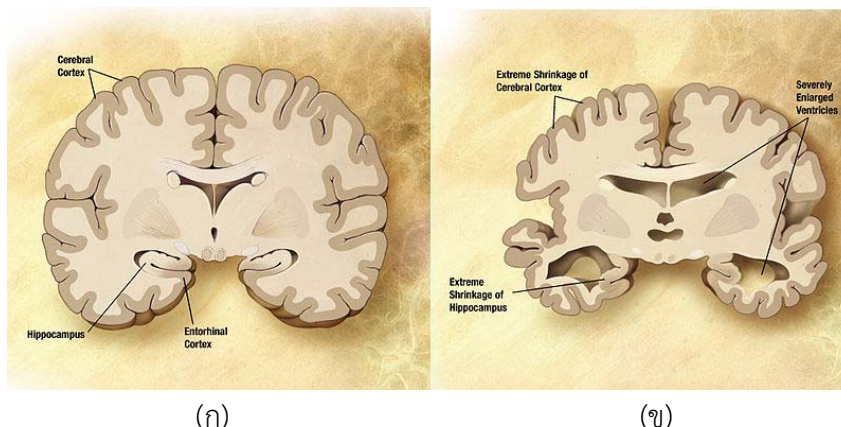 Cerebral
Cortex
Hippocampus
Entorhinal
Cortex
(ก)
Extreme Shrinkage of
Cerebral Cortex
Severely
Enlarged
Ventricles
Extreme
Shrinkage of
Hippocampus
(ข)